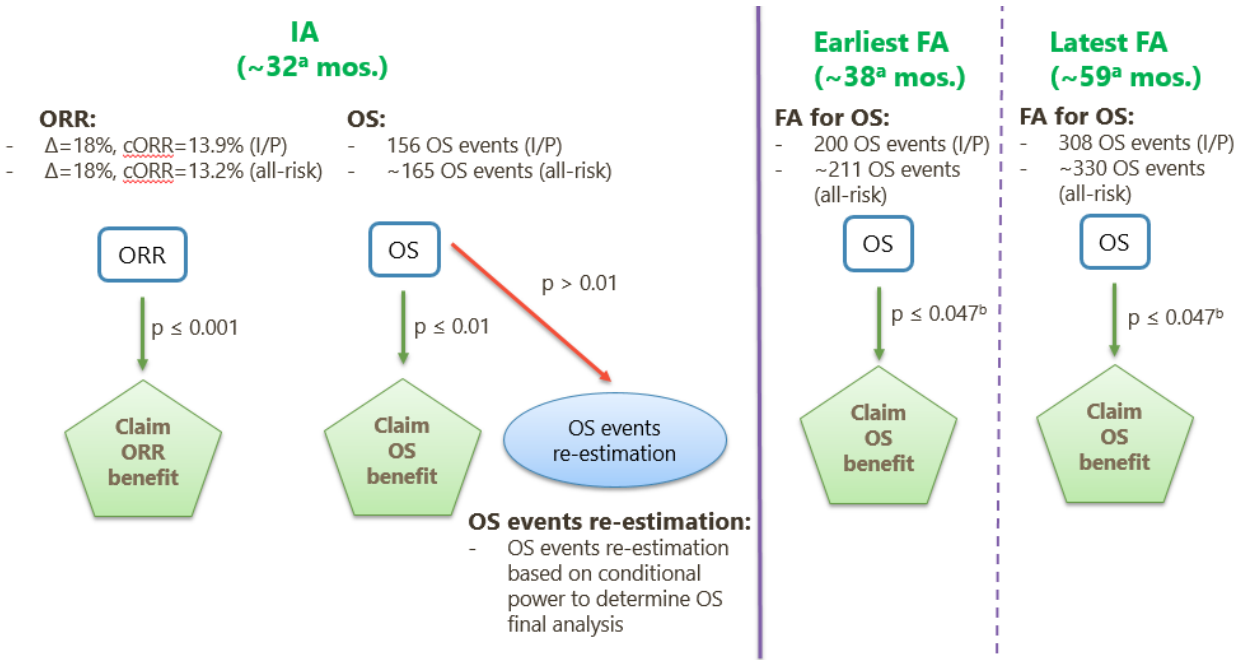 IA
(~32ª mos.)
ORR:
- Δ=18%, cORR=13.9% (I/P)
- Δ=18%, cORR=13.2% (all-risk)
OS:
- 156 OS events (I/P)
- ~165 OS events (all-risk)
ORR
p ≤ 0.001
Claim
ORR
benefit
OS
p ≤ 0.01
p > 0.01
Claim
OS
benefit
OS events
re-estimation
OS events re-estimation:
- OS events re-estimation
based on conditional
power to determine OS
final analysis
Earliest FA
(~38ª mos.)
FA for OS:
- 200 OS events (I/P)
- ~211 OS events
(all-risk)
OS
p ≤ 0.047ᵇ
Claim
OS
benefit
Latest FA
(~59ª mos.)
FA for OS:
- 308 OS events (I/P)
- ~330 OS events
(all-risk)
OS
p ≤ 0.047ᵇ
Claim
OS
benefit